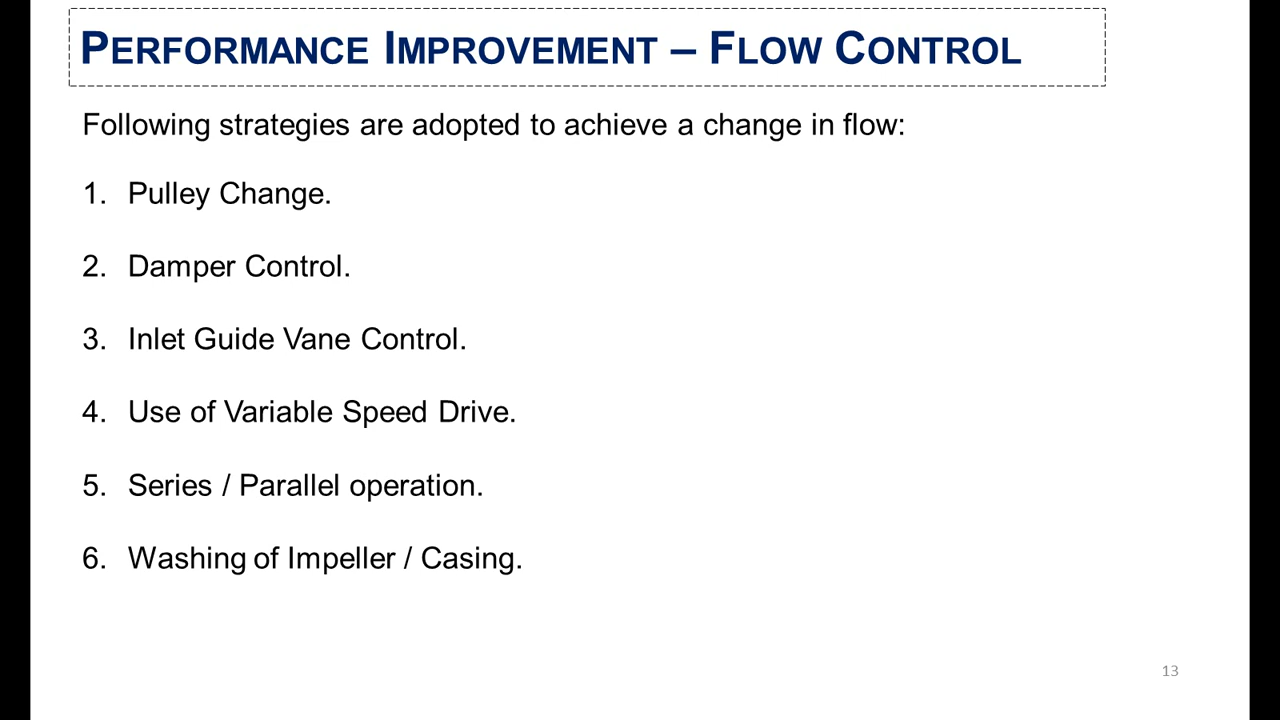 PERFORMANCE IMPROVEMENT – FLOW CONTROL
Following strategies are adopted to achieve a change in flow:
1. Pulley Change.
2. Damper Control.
3. Inlet Guide Vane Control.
4. Use of Variable Speed Drive.
5. Series / Parallel operation.
6. Washing of Impeller / Casing.
13